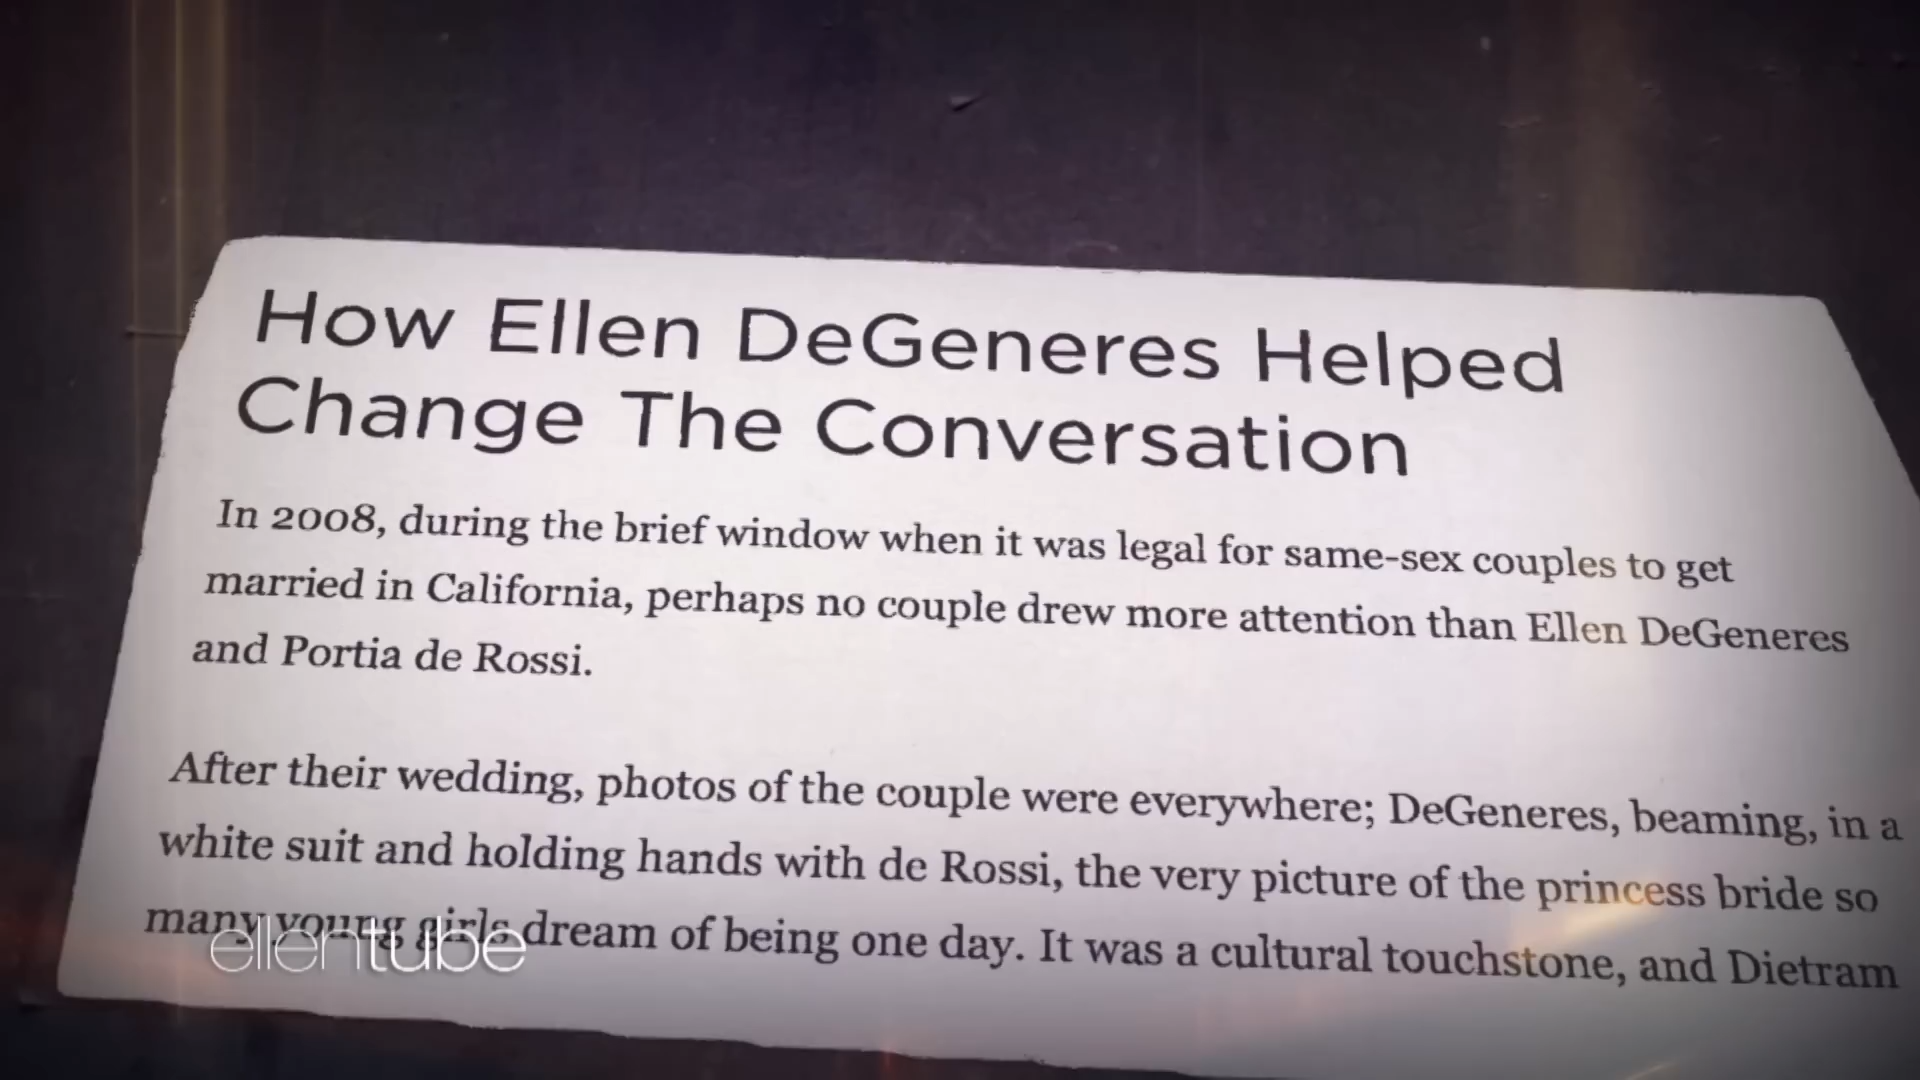 How Ellen DeGeneres Helped
Change The Conversation
In 2008, during the brief window when it was legal for same-sex couples to get
married in California, perhaps no couple drew more attention than Ellen DeGeneres
and Portia de Rossi.
After their wedding, photos of the couple were everywhere; DeGeneres, beaming, in a
white suit and holding hands with de Rossi, the very picture of the princess bride so
many young girls dream of being one day. It was a cultural touchstone, and Dietram
ellentube